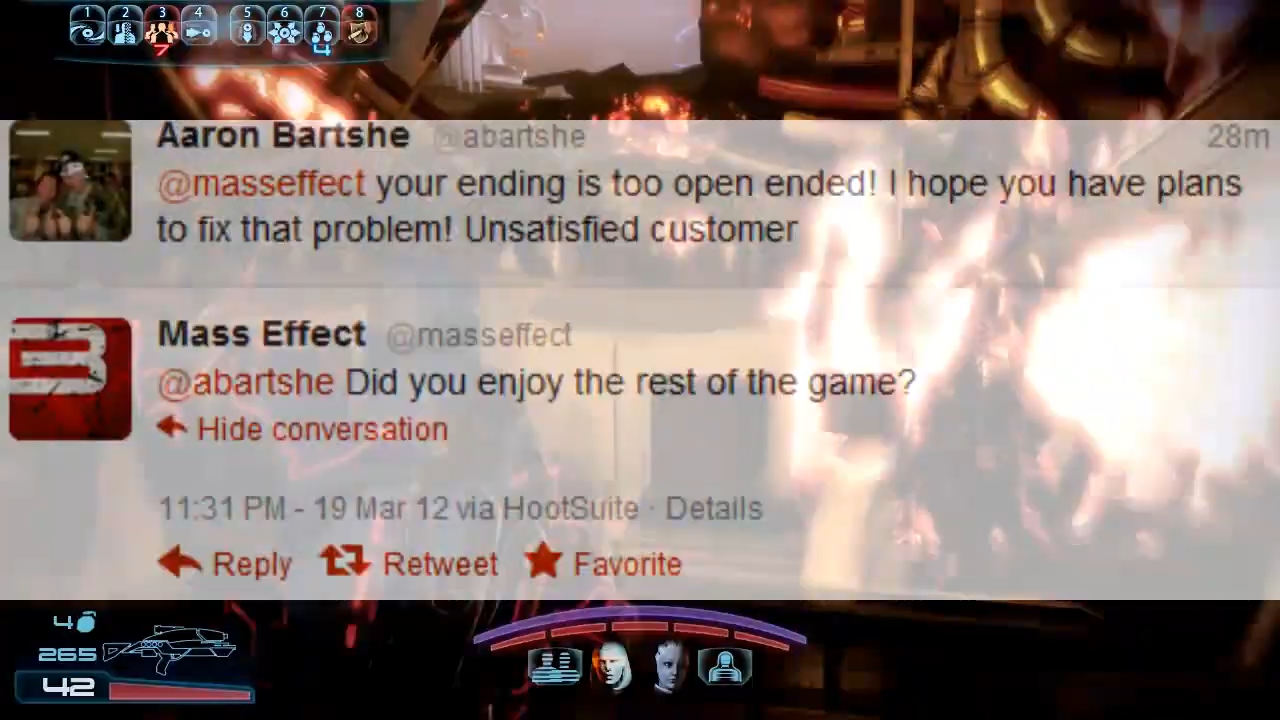 1 2 3 4 5 6 7 8
7 4
Aaron Bartshe @abartshe 28m
@masseffect your ending is too open ended! I hope you have plans
to fix that problem! Unsatisfied customer
3
Mass Effect @masseffect
@abartshe Did you enjoy the rest of the game?
Hide conversation
11:31 PM - 19 Mar 12 via HootSuite · Details
Reply Retweet Favorite
4
265
42